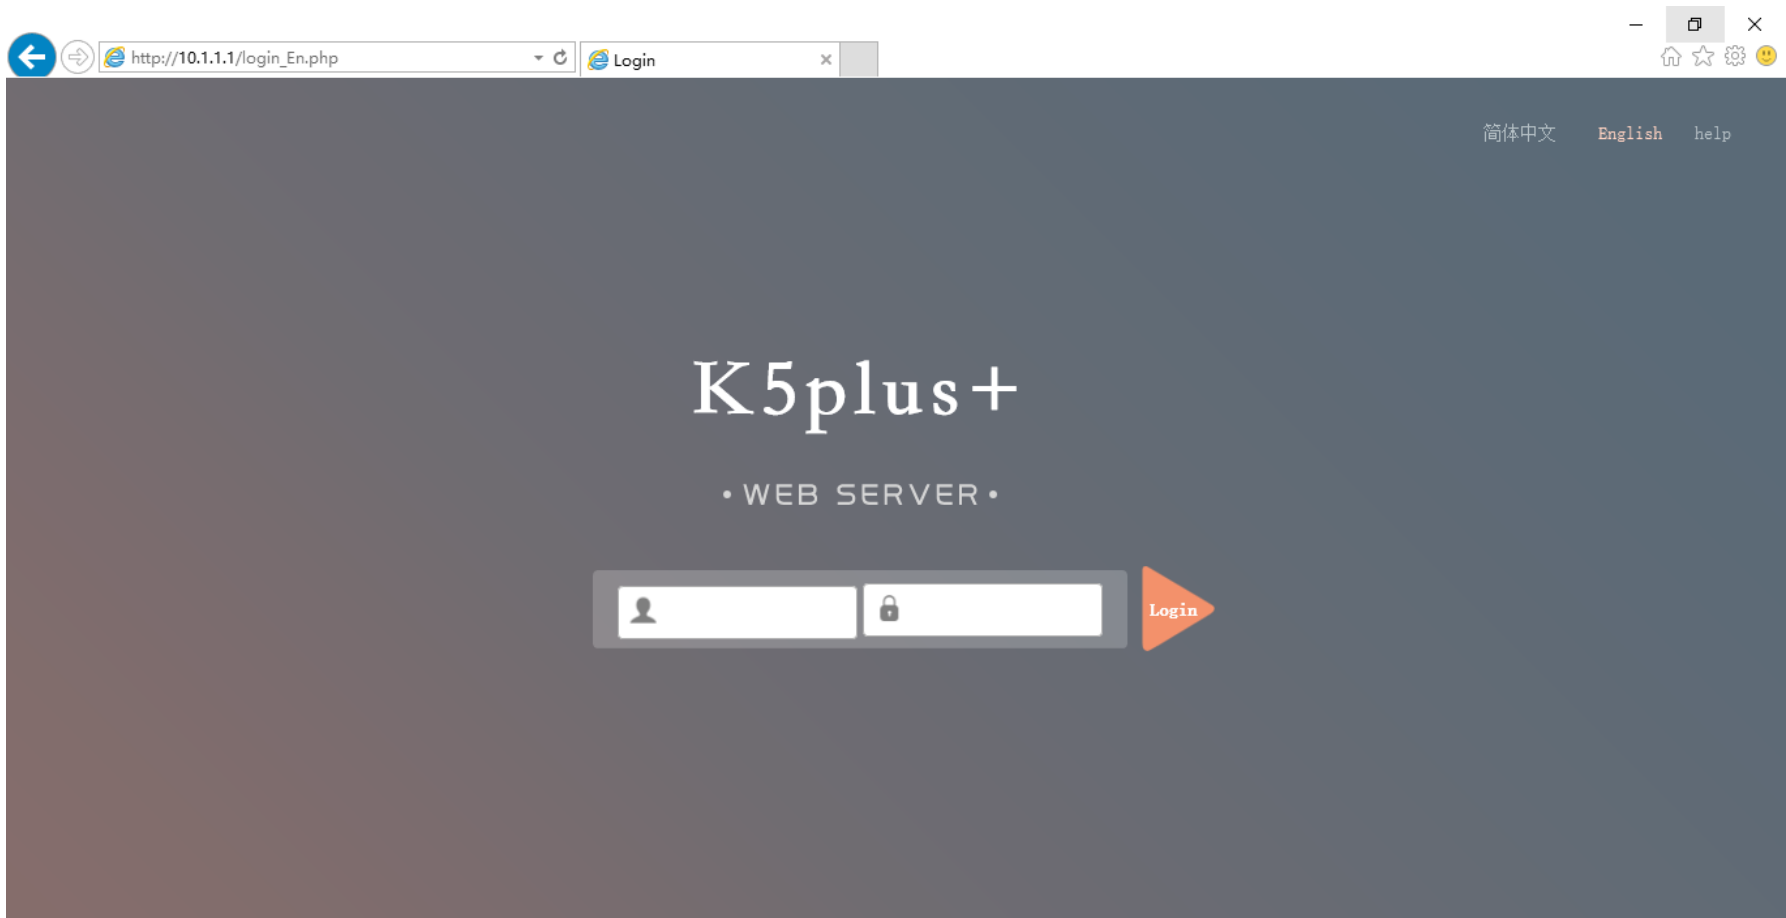 http://10.1.1.1/login_En.php
Login
简体中文 English help
K5plus+
• WEB SERVER •
Login